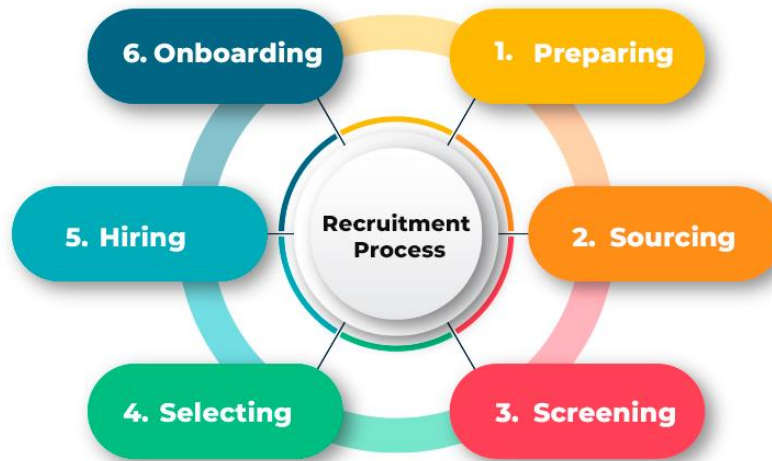 Recruitment
Process
1. Preparing
2. Sourcing
3. Screening
4. Selecting
5. Hiring
6. Onboarding